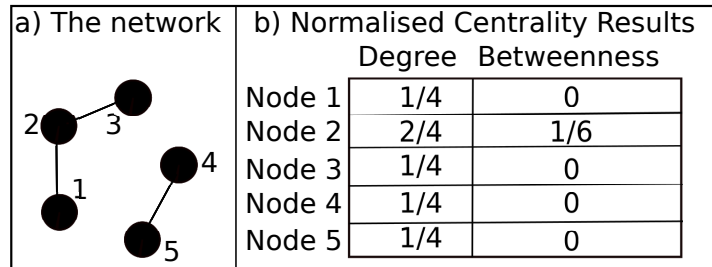 a) The network
2
3
4
1
5
b) Normalised Centrality Results
Degree Betweenness
Node 1 1/4 0
Node 2 2/4 1/6
Node 3 1/4 0
Node 4 1/4 0
Node 5 1/4 0